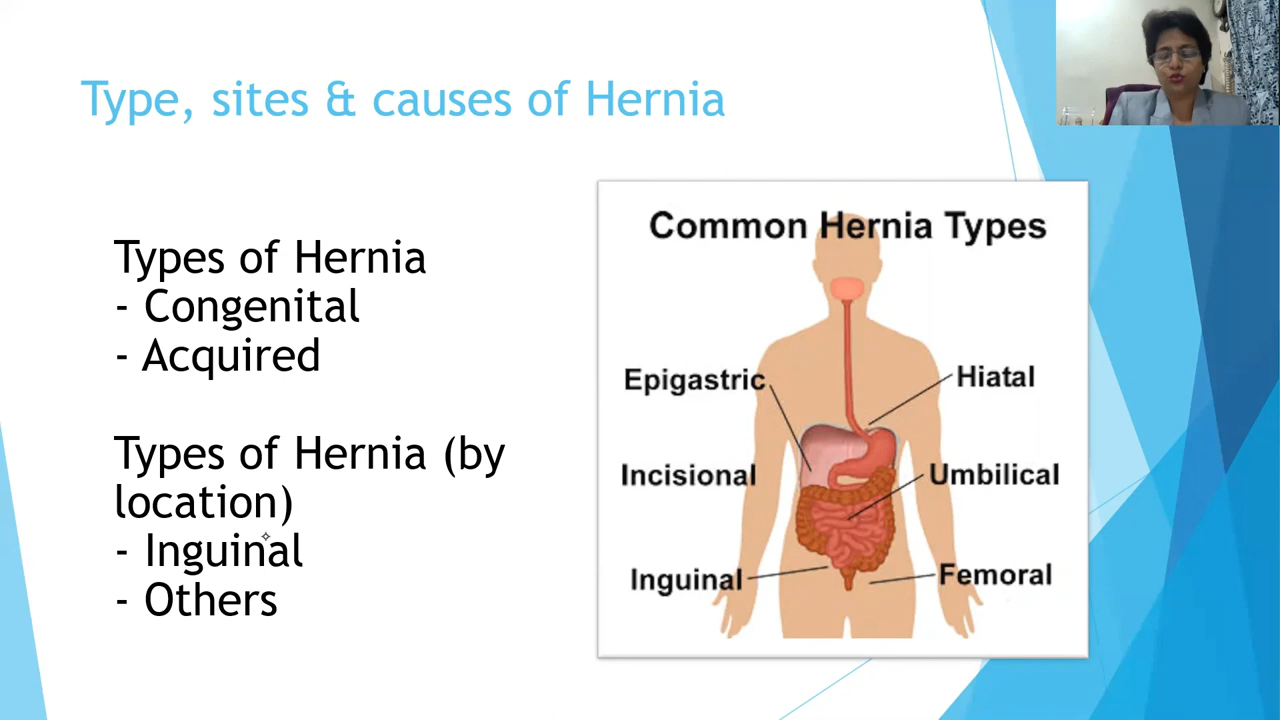 Type, sites & causes of Hernia
Types of Hernia
- Congenital
- Acquired
Types of Hernia (by
location)
- Inguinal
- Others
Common Hernia Types
Epigastric
Hiatal
Incisional
Umbilical
Inguinal
Femoral